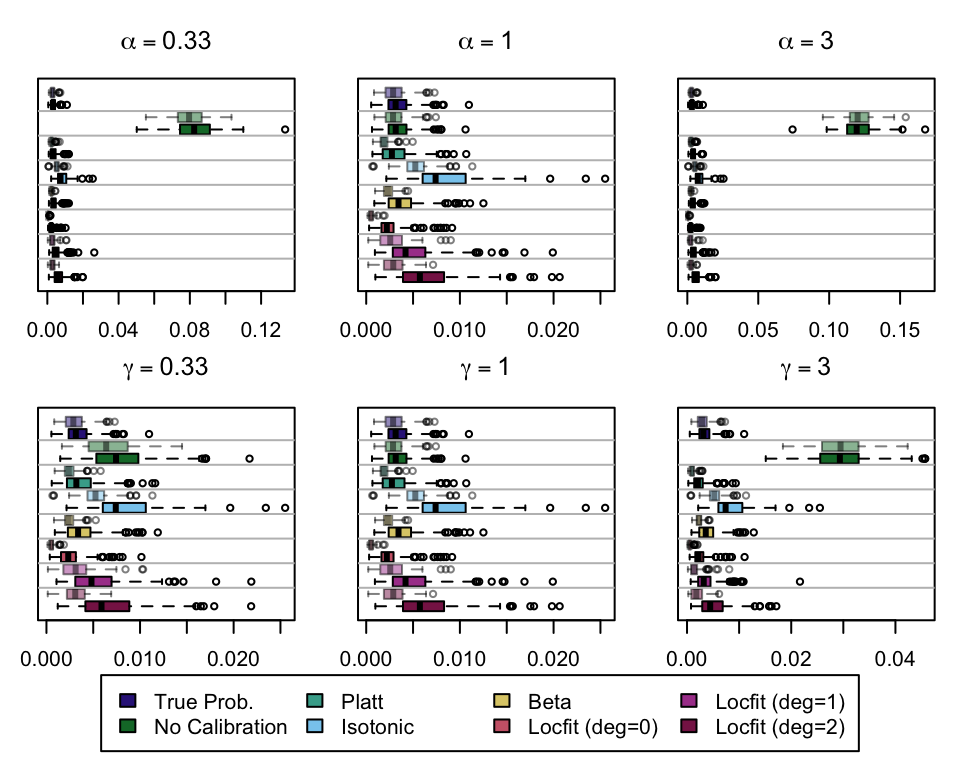 α = 0.33 α = 1 α = 3
0.00 0.04 0.08 0.12 0.000 0.010 0.020 0.00 0.05 0.10 0.15
γ = 0.33 γ = 1 γ = 3
0.000 0.010 0.020 0.000 0.010 0.020 0.00 0.02 0.04
True Prob. Platt Beta Locfit (deg=1)
No Calibration Isotonic Locfit (deg=0) Locfit (deg=2)